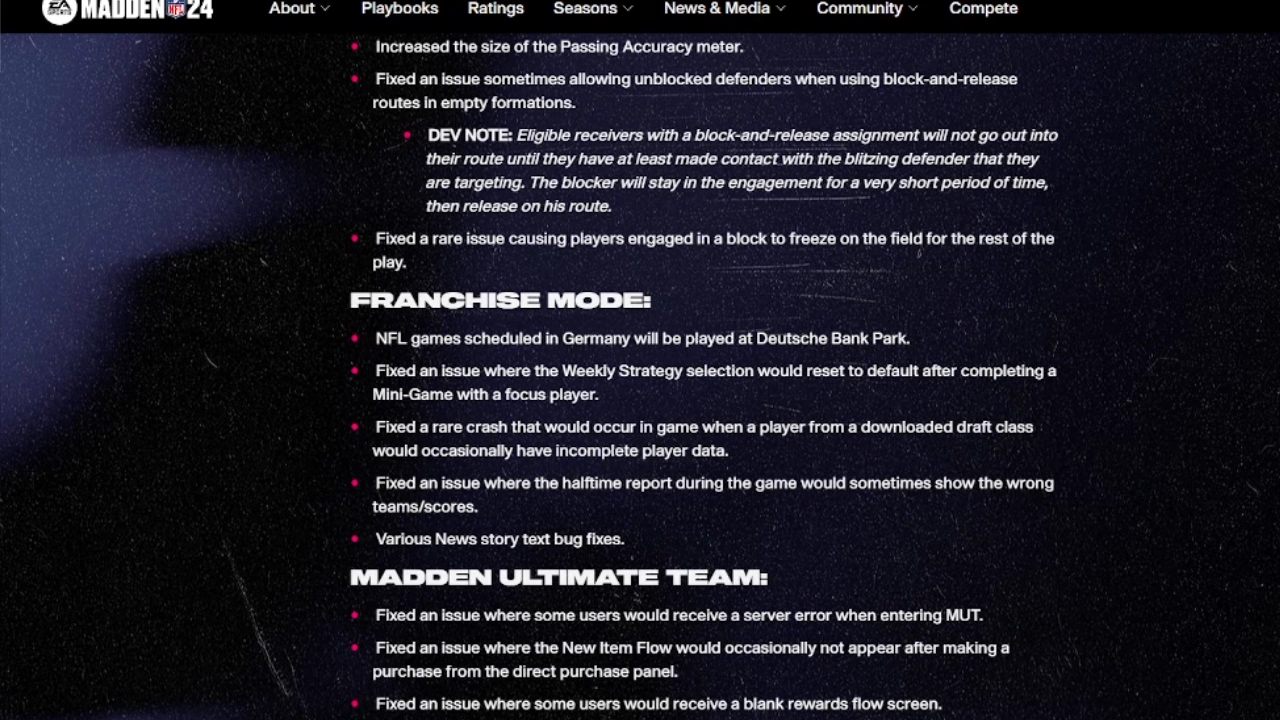 EA SPORTS MADDEN NFL 24 About Playbooks Ratings Seasons News & Media Community Compete
Increased the size of the Passing Accuracy meter.
Fixed an issue sometimes allowing unblocked defenders when using block-and-release
routes in empty formations.
DEV NOTE: Eligible receivers with a block-and-release assignment will not go out into
their route until they have at least made contact with the blitzing defender that they
are targeting. The blocker will stay in the engagement for a very short period of time,
then release on his route.
Fixed a rare issue causing players engaged in a block to freeze on the field for the rest of the
play.
FRANCHISE MODE:
NFL games scheduled in Germany will be played at Deutsche Bank Park.
Fixed an issue where the Weekly Strategy selection would reset to default after completing a
Mini-Game with a focus player.
Fixed a rare crash that would occur in game when a player from a downloaded draft class
would occasionally have incomplete player data.
Fixed an issue where the halftime report during the game would sometimes show the wrong
teams/scores.
Various News story text bug fixes.
MADDEN ULTIMATE TEAM:
Fixed an issue where some users would receive a server error when entering MUT.
Fixed an issue where the New Item Flow would occasionally not appear after making a
purchase from the direct purchase panel.
Fixed an issue where some users would receive a blank rewards flow screen.